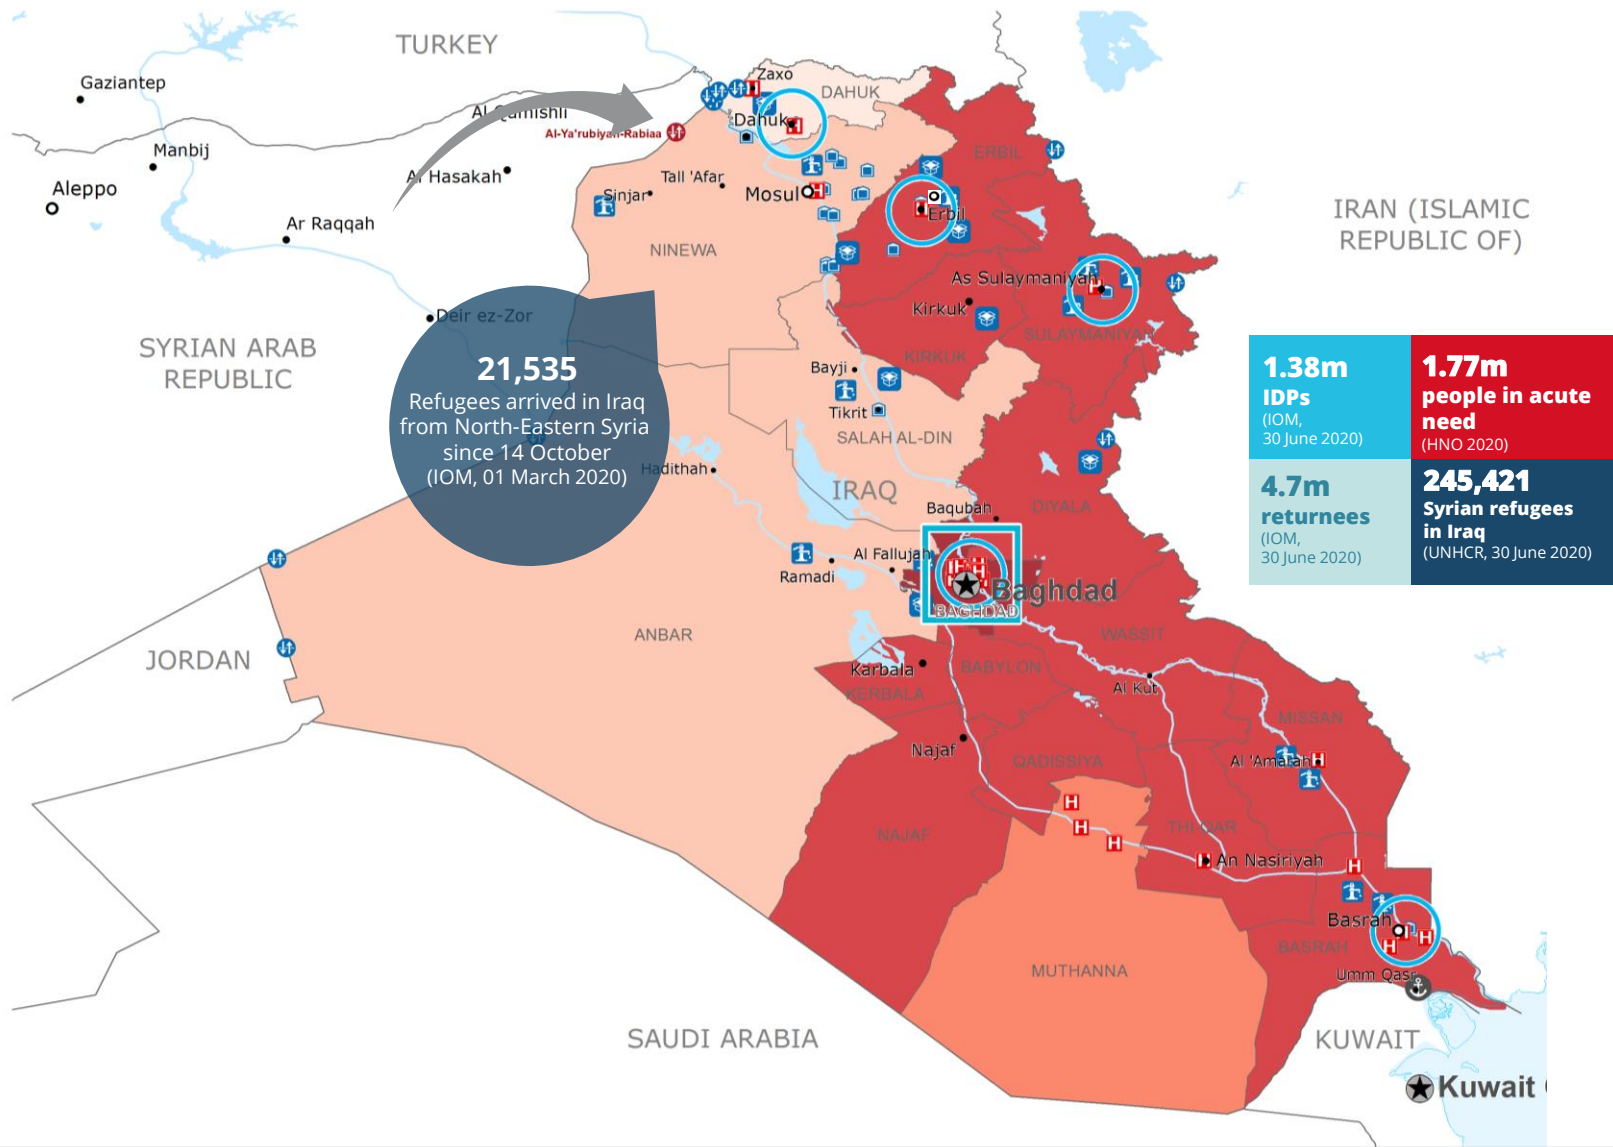 TURKEY
Gaziantep
Zaxo
DAHUK
Al Qamishli
Al-Ya'rubiyah-Rabiaa
Dahuk
Manbij
ERBIL
Aleppo
Al Hasakah
Tall 'Afar
Sinjar
Mosul
Erbil
Ar Raqqah
IRAN (ISLAMIC
REPUBLIC OF)
NINEWA
As Sulaymaniyah
Kirkuk
Deir ez-Zor
SULAYMANIYAH
SYRIAN ARAB
REPUBLIC
KIRKUK
21,535
Refugees arrived in Iraq
from North-Eastern Syria
since 14 October
(IOM, 01 March 2020)
Bayji
Tikrit
SALAH AL-DIN
1.38m
IDPs
(IOM,
30 June 2020)
1.77m
people in acute
need
(HNO 2020)
4.7m
returnees
(IOM,
30 June 2020)
245,421
Syrian refugees
in Iraq
(UNHCR, 30 June 2020)
Hadithah
IRAQ
Baqubah
DIYALA
Al Fallujah
Ramadi
Baghdad
BAGHDAD
ANBAR
WASSIT
JORDAN
Karbala
BABYLON
KERBALA
Al Kut
MISSAN
Najaf
QADISSIYA
Al 'Amarah
H
H
H
H
NAJAF
THI-QAR
An Nasiriyah
H
Basrah
H
H
BASRAH
MUTHANNA
Umm Qasr
SAUDI ARABIA
KUWAIT
Kuwait